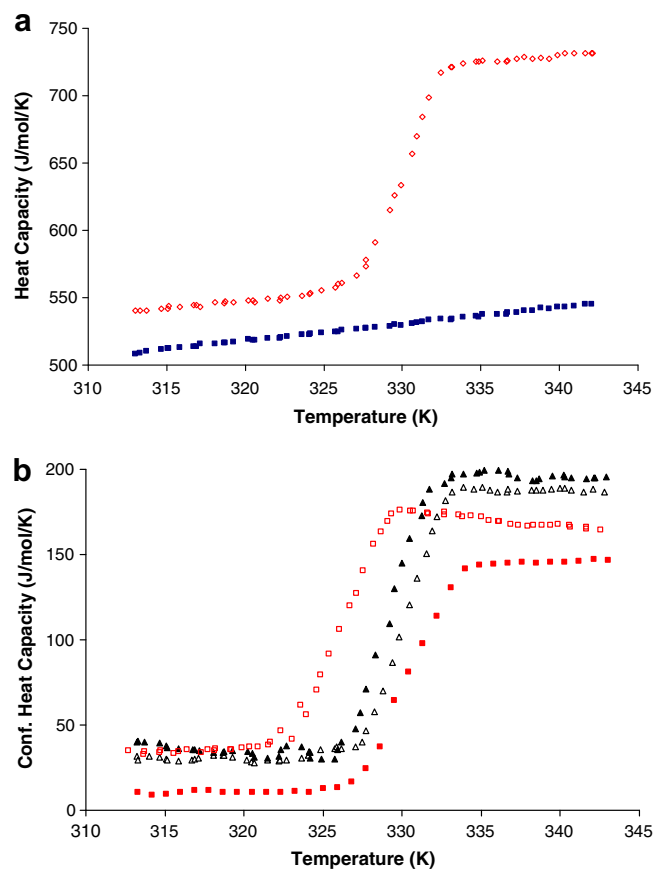 a
750
700
650
600
550
500
Heat Capacity (J/mol/K)
310 315 320 325 330 335 340 345
Temperature (K)
b
200
150
100
50
0
Conf. Heat Capacity (J/mol/K)
310 315 320 325 330 335 340 345
Temperature (K)